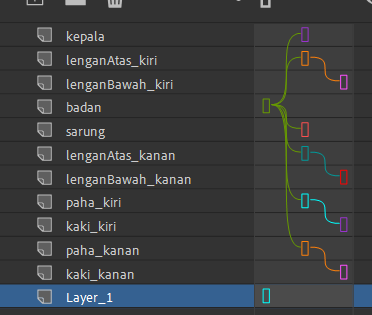 kepala
lenganAtas_kiri
lenganBawah_kiri
badan
sarung
lenganAtas_kanan
lenganBawah_kanan
paha_kiri
kaki_kiri
paha_kanan
kaki_kanan
Layer_1